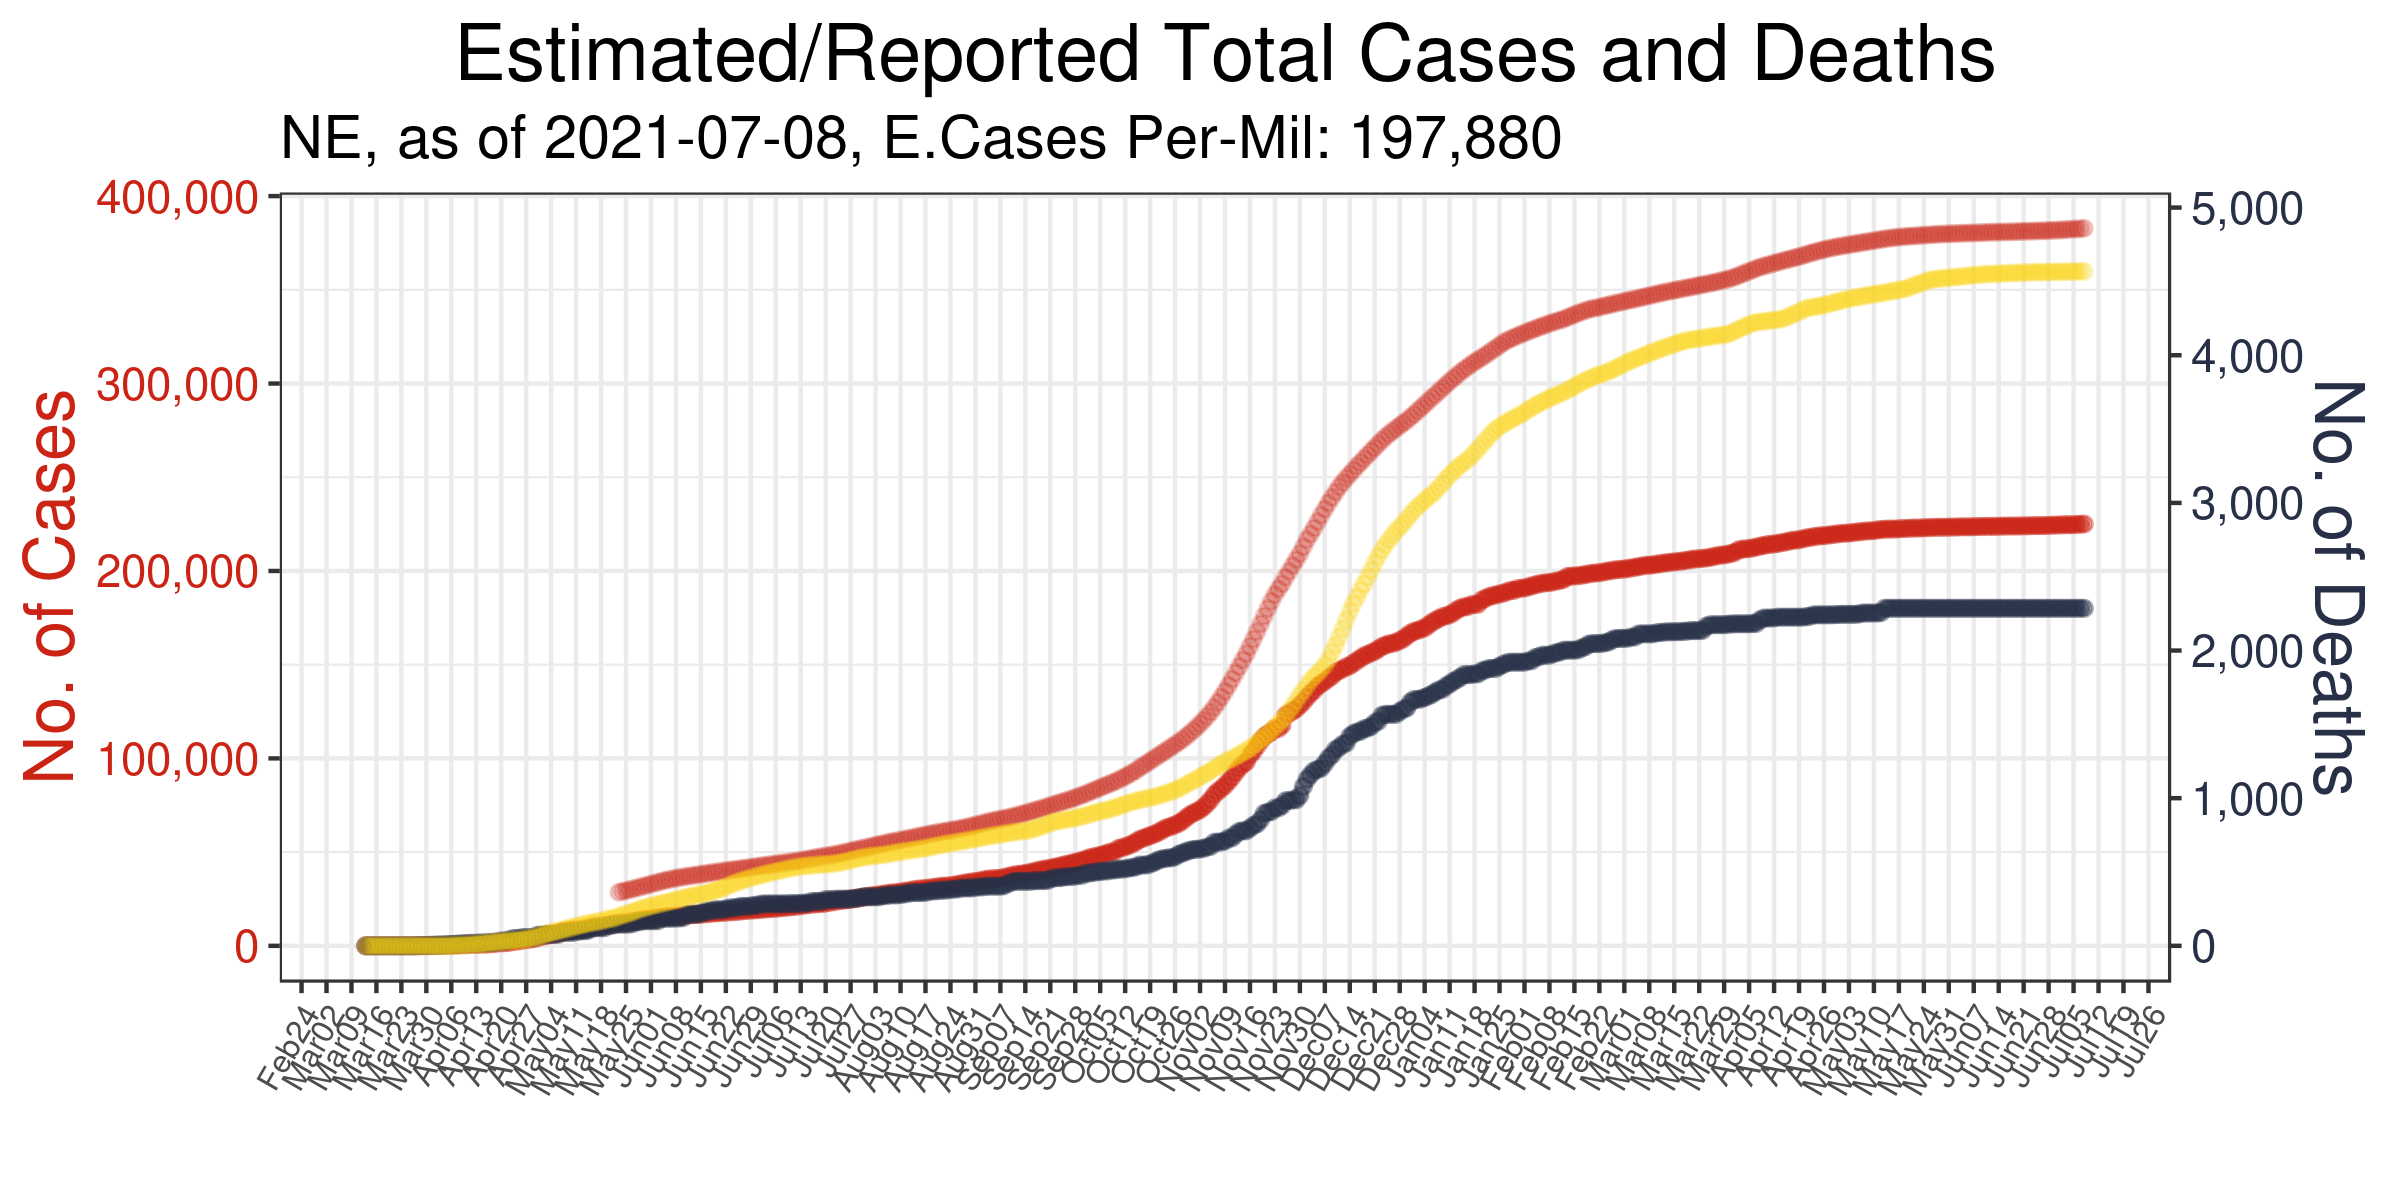 Estimated/Reported Total Cases and Deaths
NE, as of 2021-07-08, E.Cases Per-Mil: 197,880
No. of Cases
400,000
300,000
200,000
100,000
0
5,000
4,000
3,000
2,000
1,000
0
No. of Deaths
Feb24
Mar02
Mar09
Mar16
Mar23
Mar30
Apr06
Apr13
Apr20
Apr27
May04
May11
May18
May25
Jun01
Jun08
Jun15
Jun22
Jun29
Jul06
Jul13
Jul20
Jul27
Aug03
Aug10
Aug17
Aug24
Aug31
Sep07
Sep14
Sep21
Sep28
Oct05
Oct12
Oct19
Oct26
Nov02
Nov09
Nov16
Nov23
Nov30
Dec07
Dec14
Dec21
Dec28
Jan04
Jan11
Jan18
Jan25
Feb01
Feb08
Feb15
Feb22
Mar01
Mar08
Mar15
Mar22
Mar29
Apr05
Apr12
Apr19
Apr26
May03
May10
May17
May24
May31
Jun07
Jun14
Jun21
Jun28
Jul05
Jul12
Jul19
Jul26